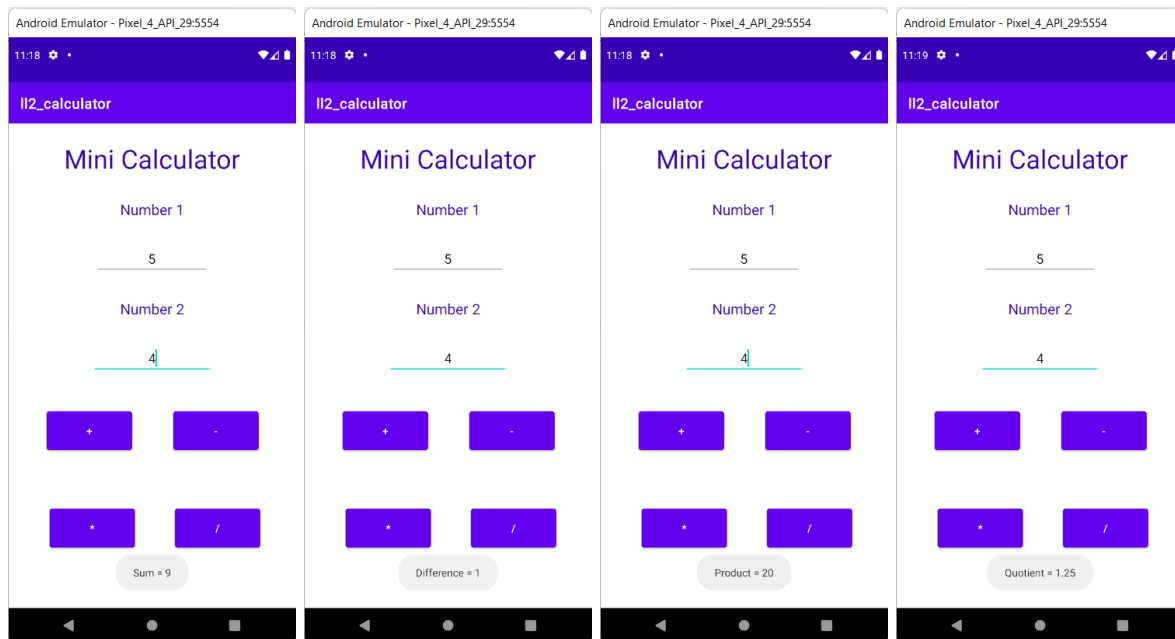 Android Emulator - Pixel_4_API_29:5554
11:18
ll2_calculator
Mini Calculator
Number 1
5
Number 2
4
+ -
* /
Sum = 9
Android Emulator - Pixel_4_API_29:5554
11:18
ll2_calculator
Mini Calculator
Number 1
5
Number 2
4
+ -
* /
Difference = 1
Android Emulator - Pixel_4_API_29:5554
11:18
ll2_calculator
Mini Calculator
Number 1
5
Number 2
4
+ -
* /
Product = 20
Android Emulator - Pixel_4_API_29:5554
11:19
ll2_calculator
Mini Calculator
Number 1
5
Number 2
4
+ -
* /
Quotient = 1.25